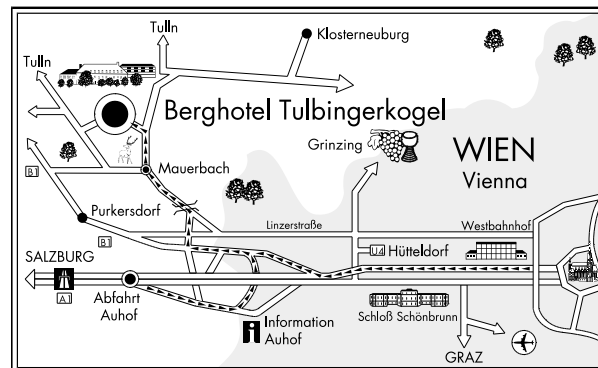 Tulln
Klosterneuburg
Tulln
Berghotel Tulbingerkogel
Grinzing
WIEN
Vienna
Mauerbach
B1
Purkersdorf
Linzerstraße
Westbahnhof
B1
U4 Hütteldorf
SALZBURG
A1
Abfahrt
Auhof
i Information
Auhof
Schloß Schönbrunn
GRAZ